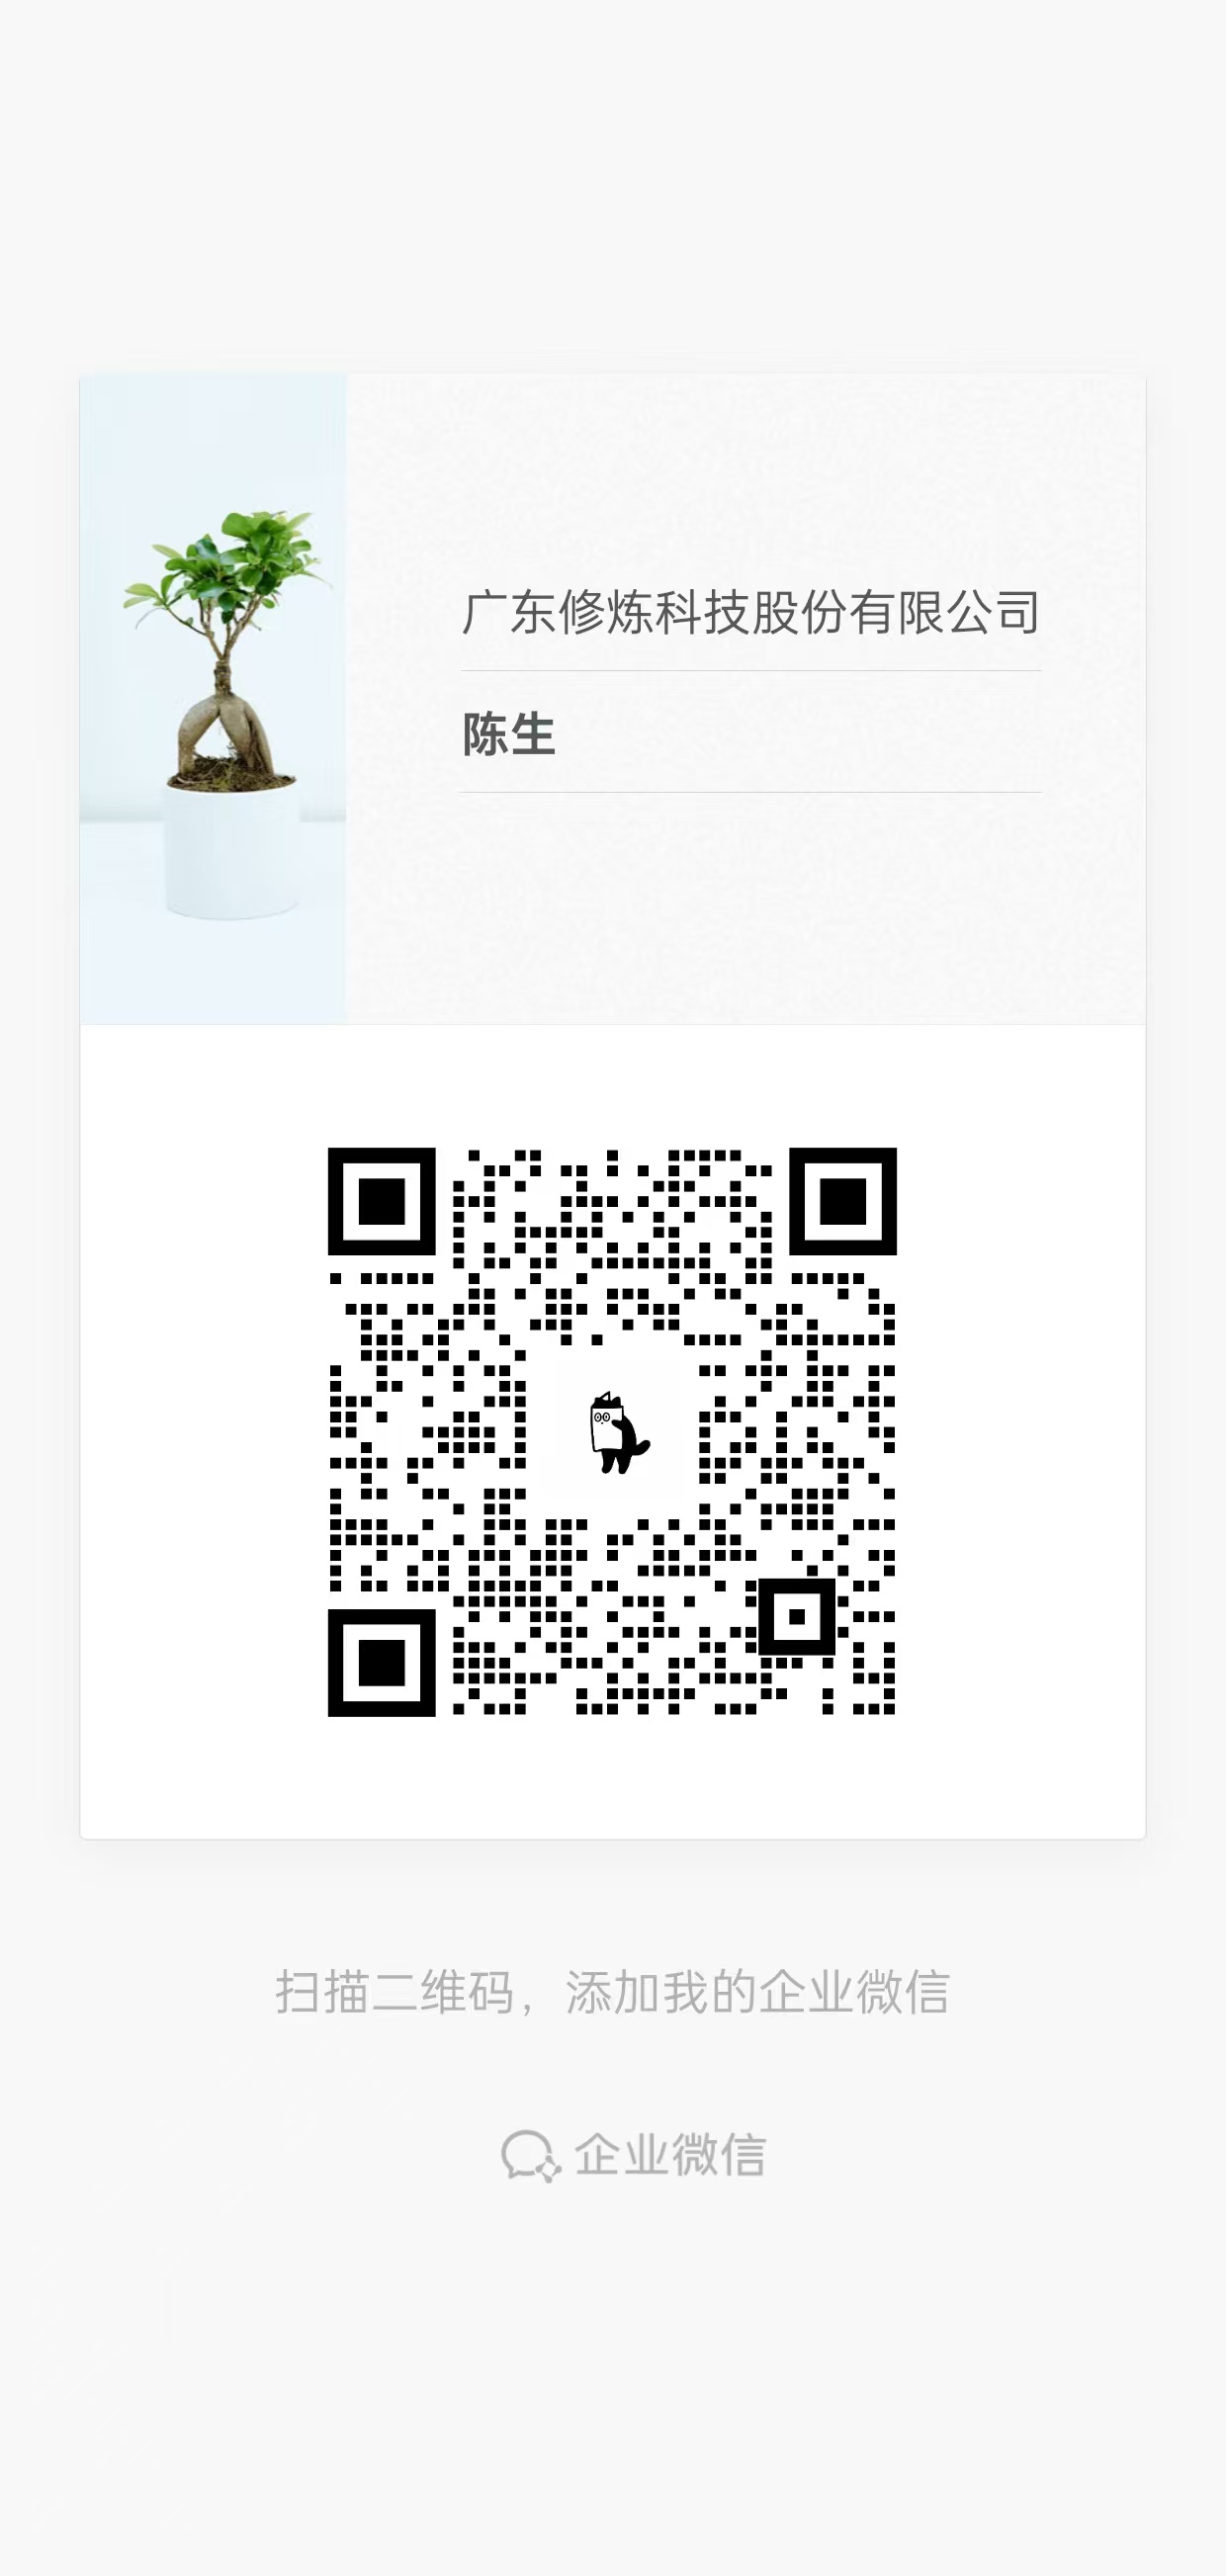 广东修炼科技股份有限公司
陈生
扫描二维码，添加我的企业微信
企业微信